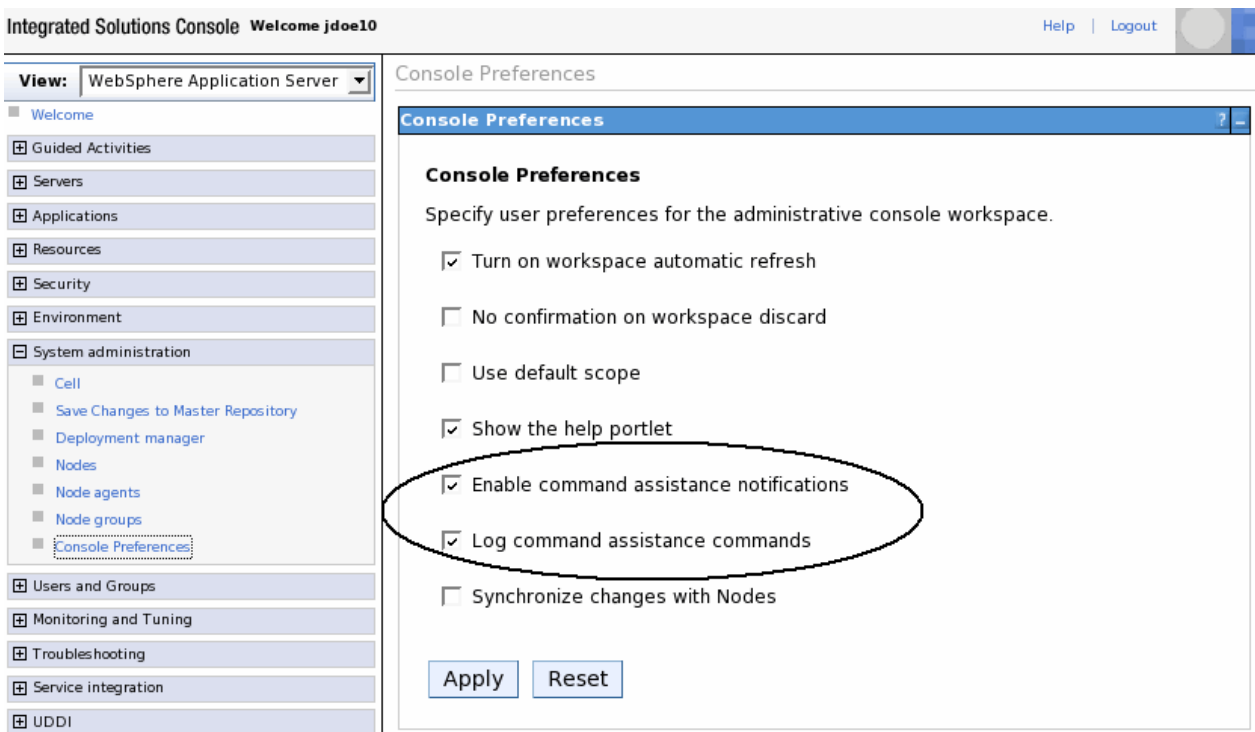 Integrated Solutions Console Welcome jdoe10
Help | Logout
View: WebSphere Application Server
Welcome
Guided Activities
Servers
Applications
Resources
Security
Environment
System administration
Cell
Save Changes to Master Repository
Deployment manager
Nodes
Node agents
Node groups
Console Preferences
Users and Groups
Monitoring and Tuning
Troubleshooting
Service integration
UDDI
Console Preferences
Console Preferences ? -
Console Preferences
Specify user preferences for the administrative console workspace.
Turn on workspace automatic refresh
No confirmation on workspace discard
Use default scope
Show the help portlet
Enable command assistance notifications
Log command assistance commands
Synchronize changes with Nodes
Apply Reset